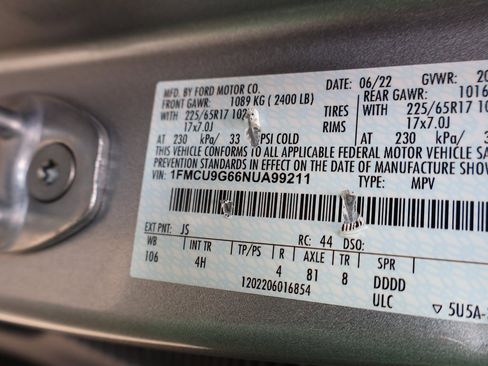 MFD. BY FORD MOTOR CO.
DATE: 06/22 GVWR: 20
FRONT GAWR: 1089 KG ( 2400 LB) REAR GAWR: 1016
WITH 225/65R17 102 TIRES WITH 225/65R17
17x7.0J RIMS 17x7.0J
AT 230 kPa/ 33 PSI COLD AT 230 kPa/
THIS VEHICLE CONFORMS TO ALL APPLICABLE FEDERAL MOTOR VEHICLE SA
PREVENTION STANDARDS IN EFFECT ON THE DATE OF MANUFACTURE SHOW
VIN: 1FMCU9G66NUA99211 TYPE: MPV
EXT PNT: JS RC: 44 DSO:
WB INT TR TP/PS R AXLE TR SPR
106 4H 4 81 8 DDDD
1202206016854 ULC
▽ 5U5A-